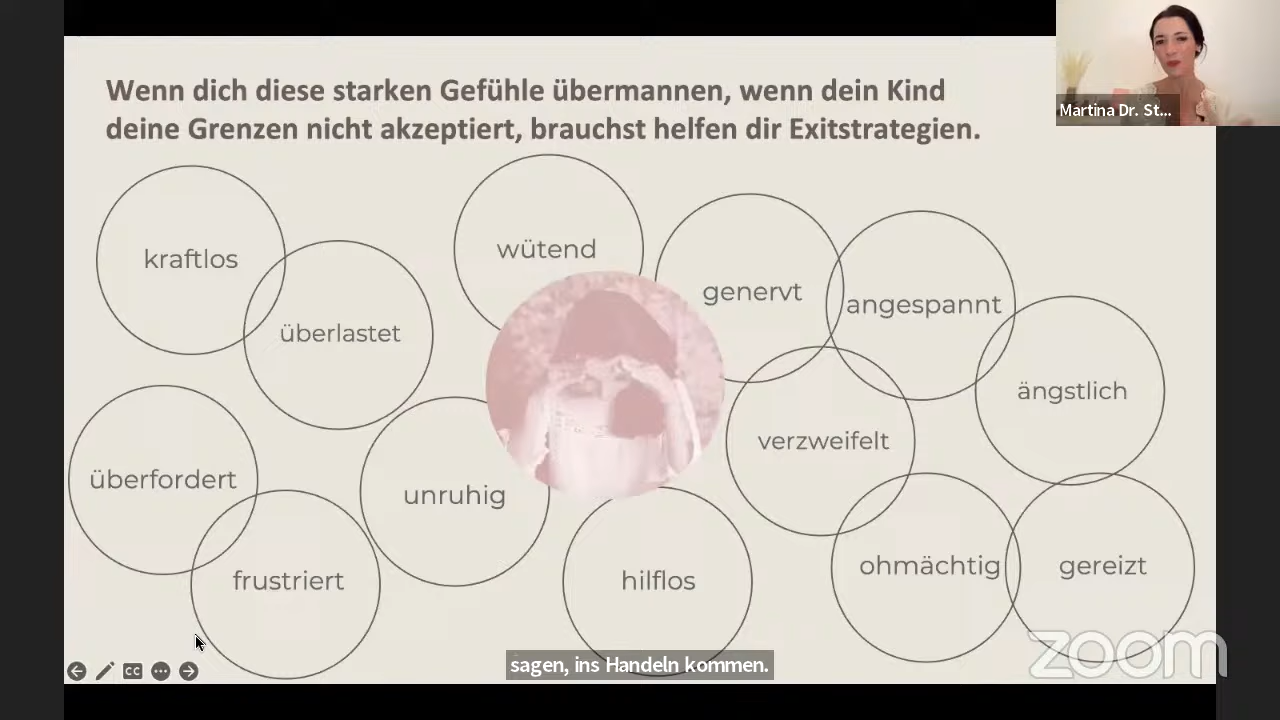 Wenn dich diese starken Gefühle übermannen, wenn dein Kind
deine Grenzen nicht akzeptiert, brauchst helfen dir Exitstrategien.
Martina Dr. St...
kraftlos
wütend
genervt
angespannt
überlastet
ängstlich
verzweifelt
überfordert
unruhig
ohmächtig
gereizt
frustriert
hilflos
sagen, ins Handeln kommen.
CC
zoom